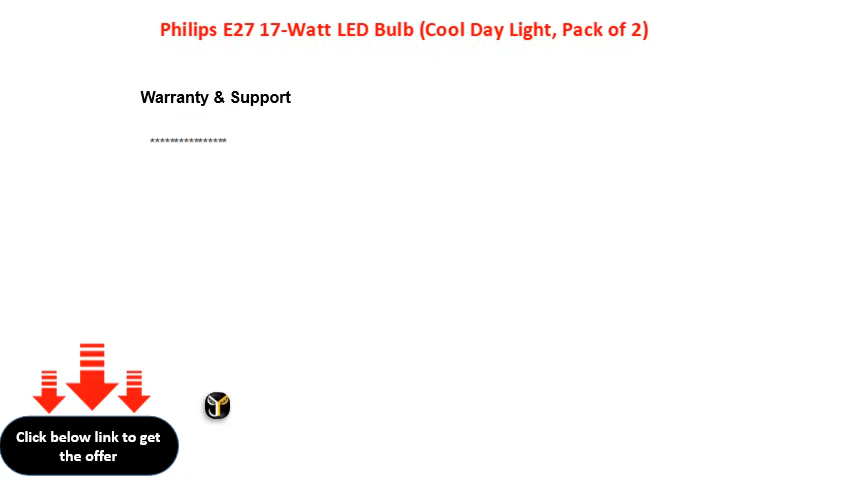 Philips E27 17-Watt LED Bulb (Cool Day Light, Pack of 2)
Warranty & Support
****************
Click below link to get
the offer